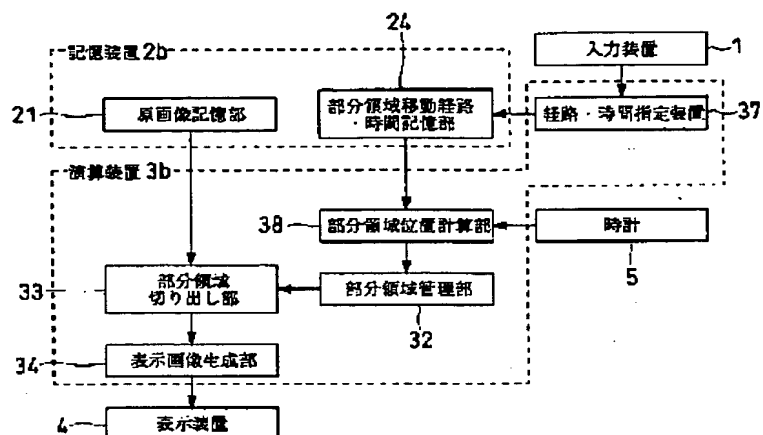 24
入力装置
1
記憶装置2b
21
原画像記憶部
部分領域移動経路
・時間記憶部
経路・時間指定装置
37
演算装置3b
38
部分領域位置計算部
時計
5
33
部分領域
切り出し部
部分領域管理部
32
34
表示画像生成部
4
表示装置